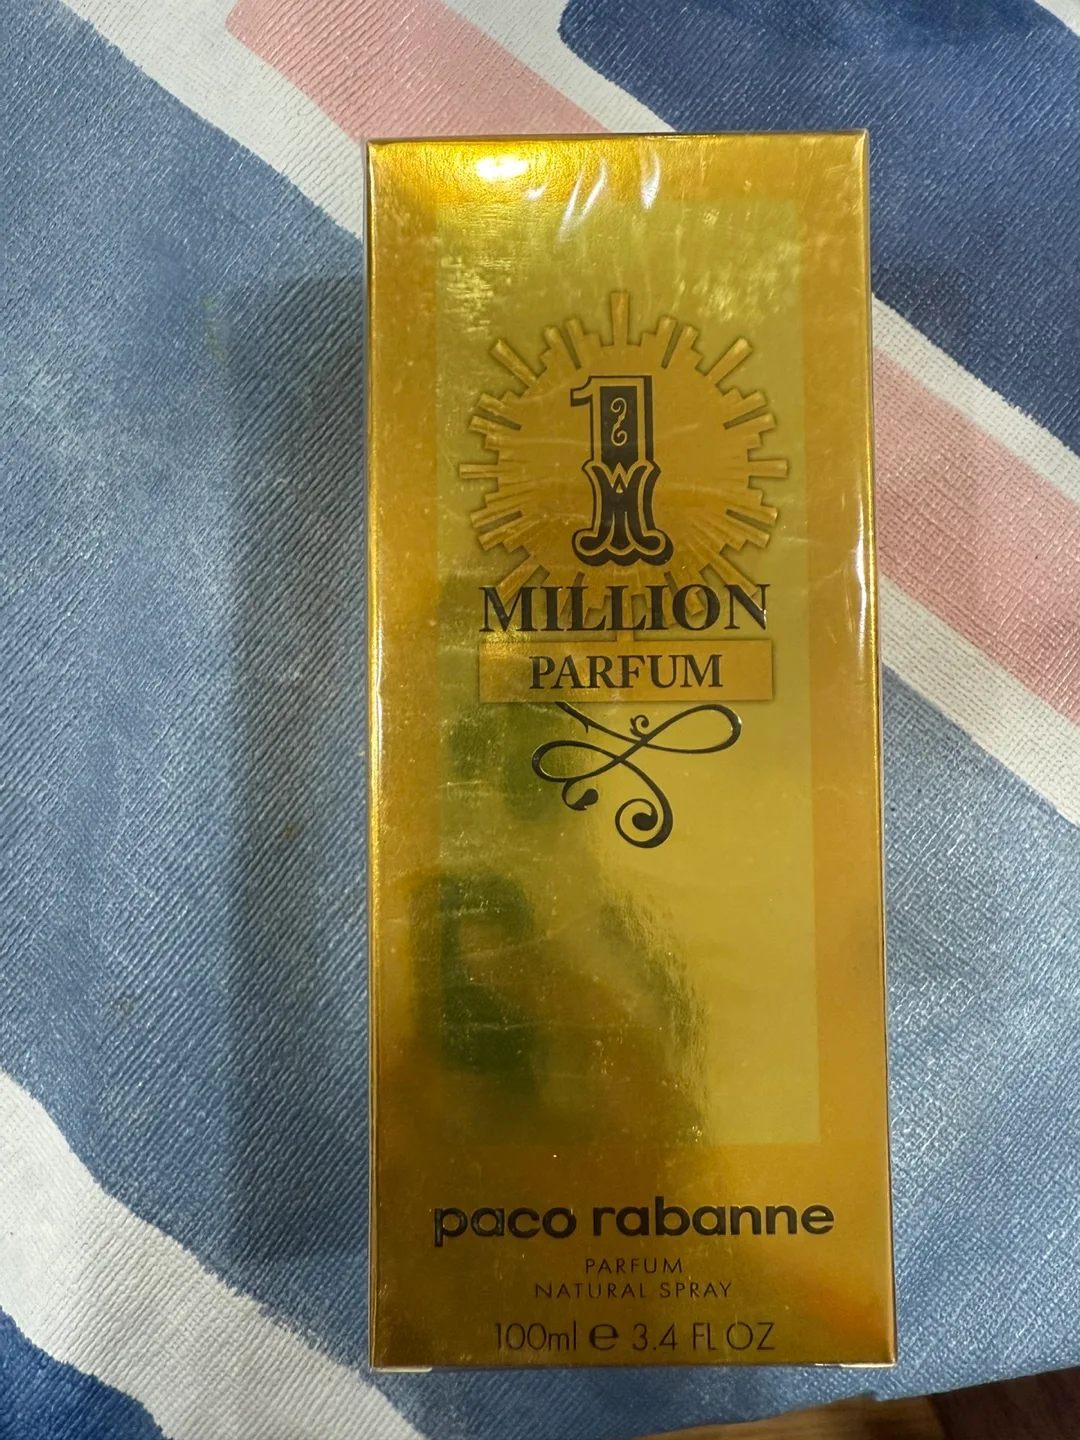 1
MILLION
PARFUM
paco rabanne
PARFUM
NATURAL SPRAY
100ml e 3.4 FL OZ